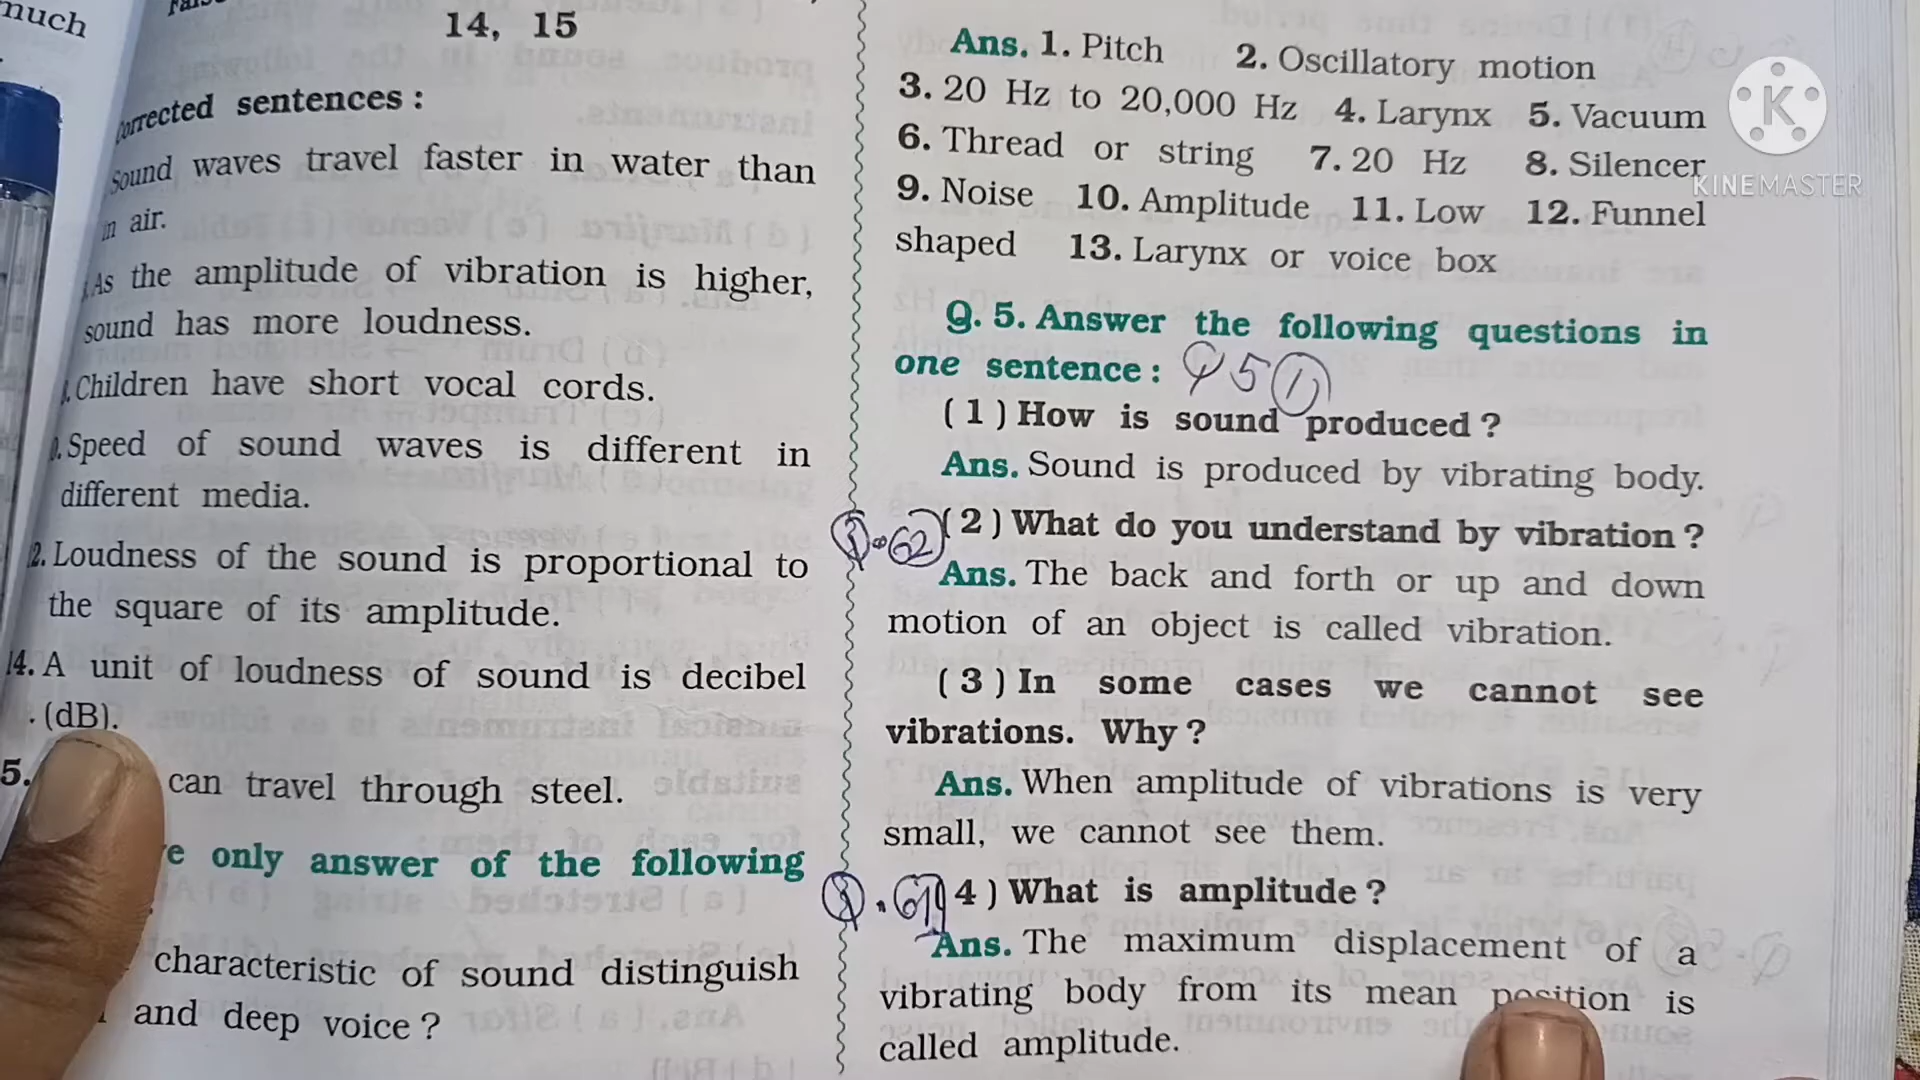 much
14, 15
corrected sentences :
Sound waves travel faster in water than
in air.
As the amplitude of vibration is higher,
sound has more loudness.
Children have short vocal cords.
Speed of sound waves is different in
different media.
2. Loudness of the sound is proportional to
the square of its amplitude.
14. A unit of loudness of sound is decibel
(dB).
5. can travel through steel.
e only answer of the following
characteristic of sound distinguish
and deep voice ?
Ans. 1. Pitch 2. Oscillatory motion
3. 20 Hz to 20,000 Hz 4. Larynx 5. Vacuum
6. Thread or string 7. 20 Hz 8. Silencer
9. Noise 10. Amplitude 11. Low 12. Funnel
shaped 13. Larynx or voice box
Q. 5. Answer the following questions in
one sentence :
( 1 ) How is sound produced ?
Ans. Sound is produced by vibrating body.
( 2 ) What do you understand by vibration ?
Ans. The back and forth or up and down
motion of an object is called vibration.
( 3 ) In some cases we cannot see
vibrations. Why ?
Ans. When amplitude of vibrations is very
small, we cannot see them.
4 ) What is amplitude ?
Ans. The maximum displacement of a
vibrating body from its mean position is
called amplitude.
K
KINEMASTER